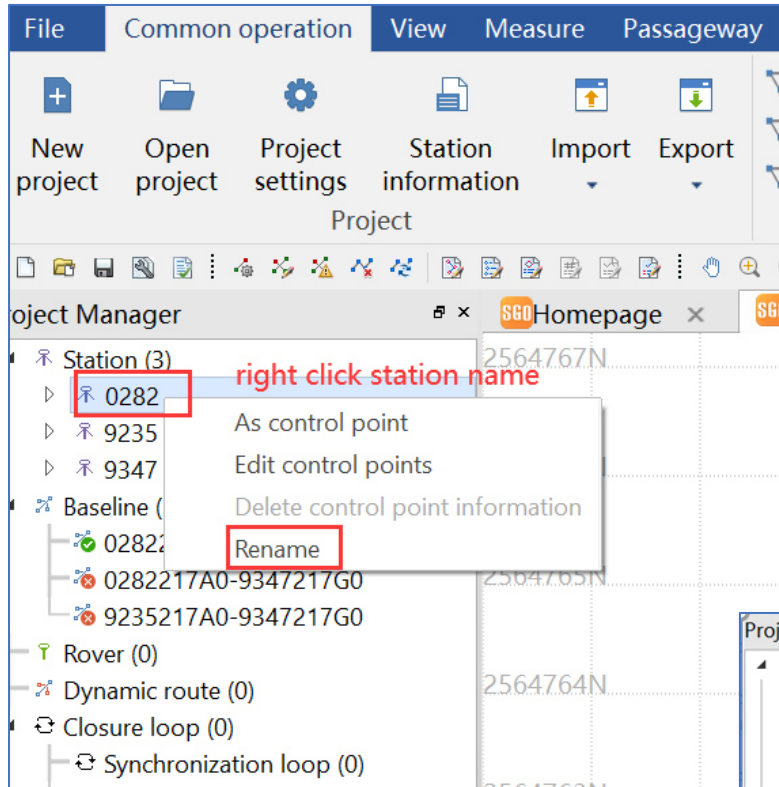 File Common operation View Measure Passageway
New project Open project Project settings Station information Import Export
Project
oject Manager
SGO Homepage
Station (3)
2564767N
right click station name
0282
As control point
9235
Edit control points
9347
Delete control point information
Baseline (
Rename
02822
2564765N
0282217A0-9347217G0
9235217A0-9347217G0
Proj
Rover (0)
Dynamic route (0)
2564764N
Closure loop (0)
Synchronization loop (0)